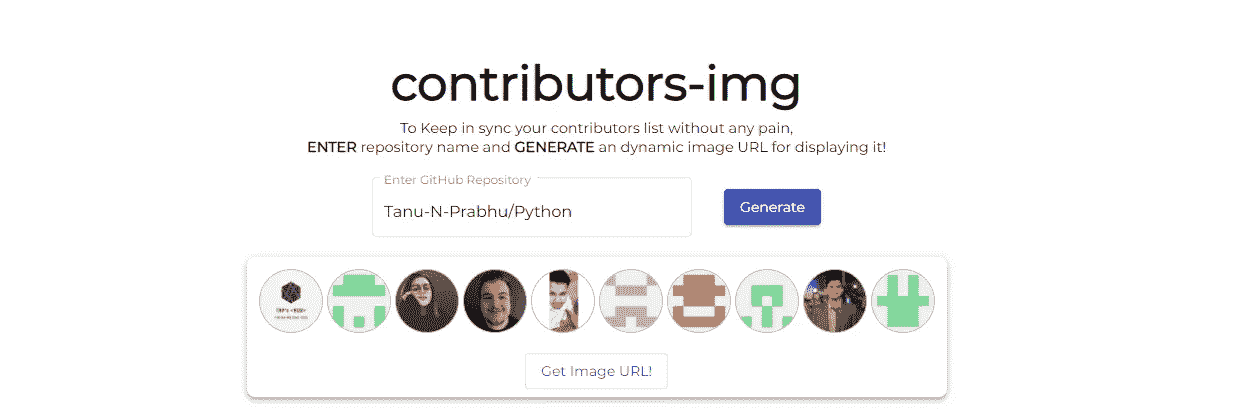 contributors-img
To Keep in sync your contributors list without any pain,
ENTER repository name and GENERATE an dynamic image URL for displaying it!
Enter GitHub Repository
Tanu-N-Prabhu/Python
Generate
Get Image URL!